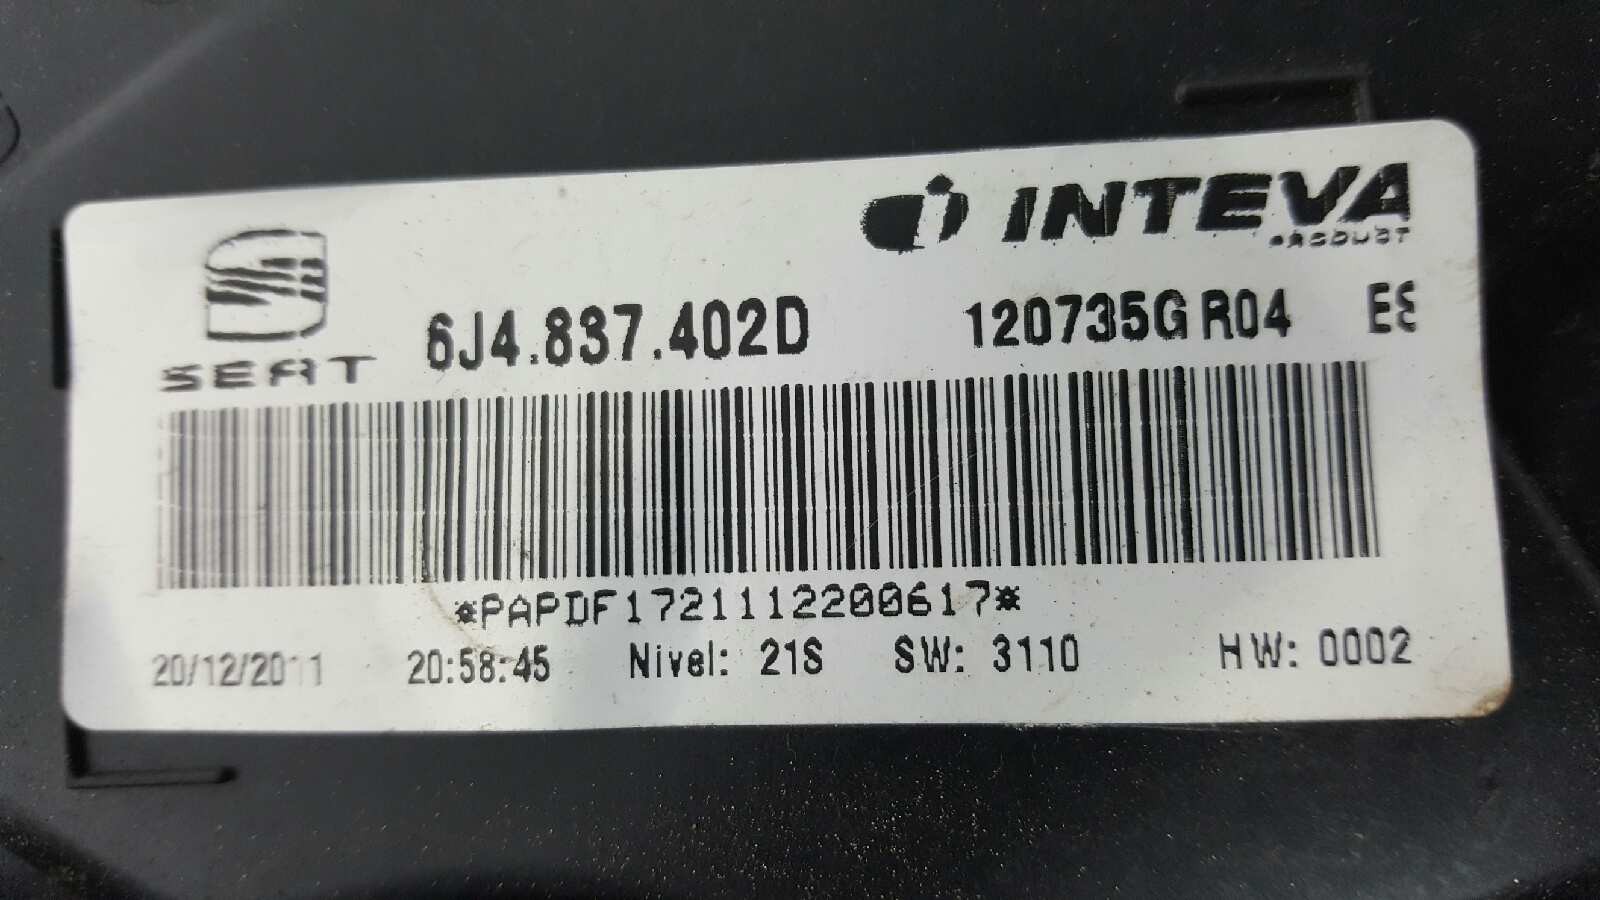 INTEVA
PRODUCT
SEAT 6J4.837.402D 120735G R04 ES
*PAPDF1721112200617*
20/12/2011 20:58:45 Nivel: 21S SW: 3110 HW: 0002